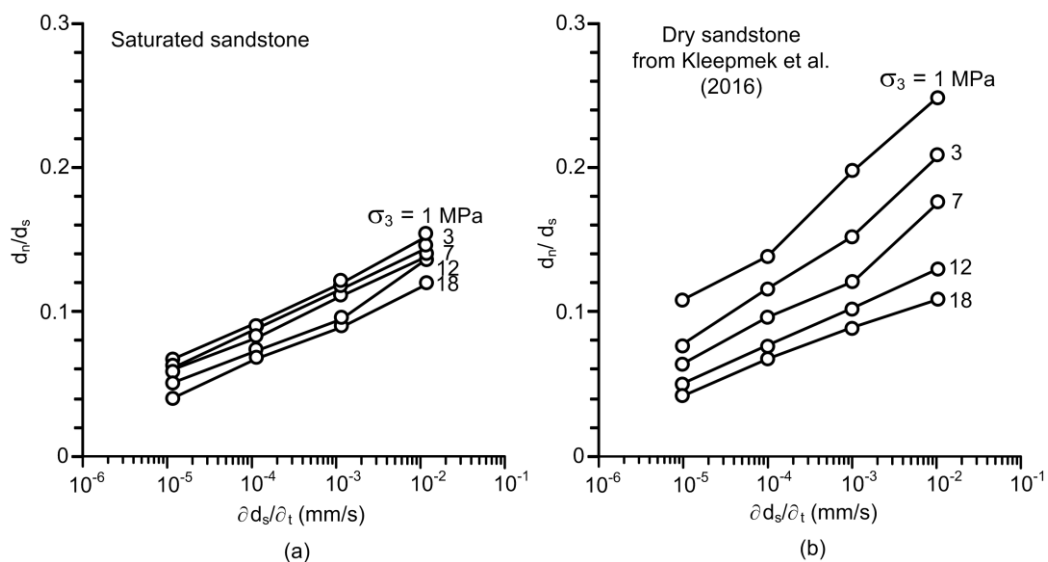 0.3
0.2
0.1
0
dₙ/dₛ
Saturated sandstone
σ₃ = 1 MPa
3
7
12
18
10⁻⁶
10⁻⁵
10⁻⁴
10⁻³
10⁻²
10⁻¹
∂dₛ/∂ₜ (mm/s)
(a)
0.3
0.2
0.1
0
dₙ/ dₛ
Dry sandstone
from Kleepmek et al.
(2016)
σ₃ = 1 MPa
3
7
12
18
10⁻⁶
10⁻⁵
10⁻⁴
10⁻³
10⁻²
10⁻¹
∂dₛ/∂ₜ (mm/s)
(b)